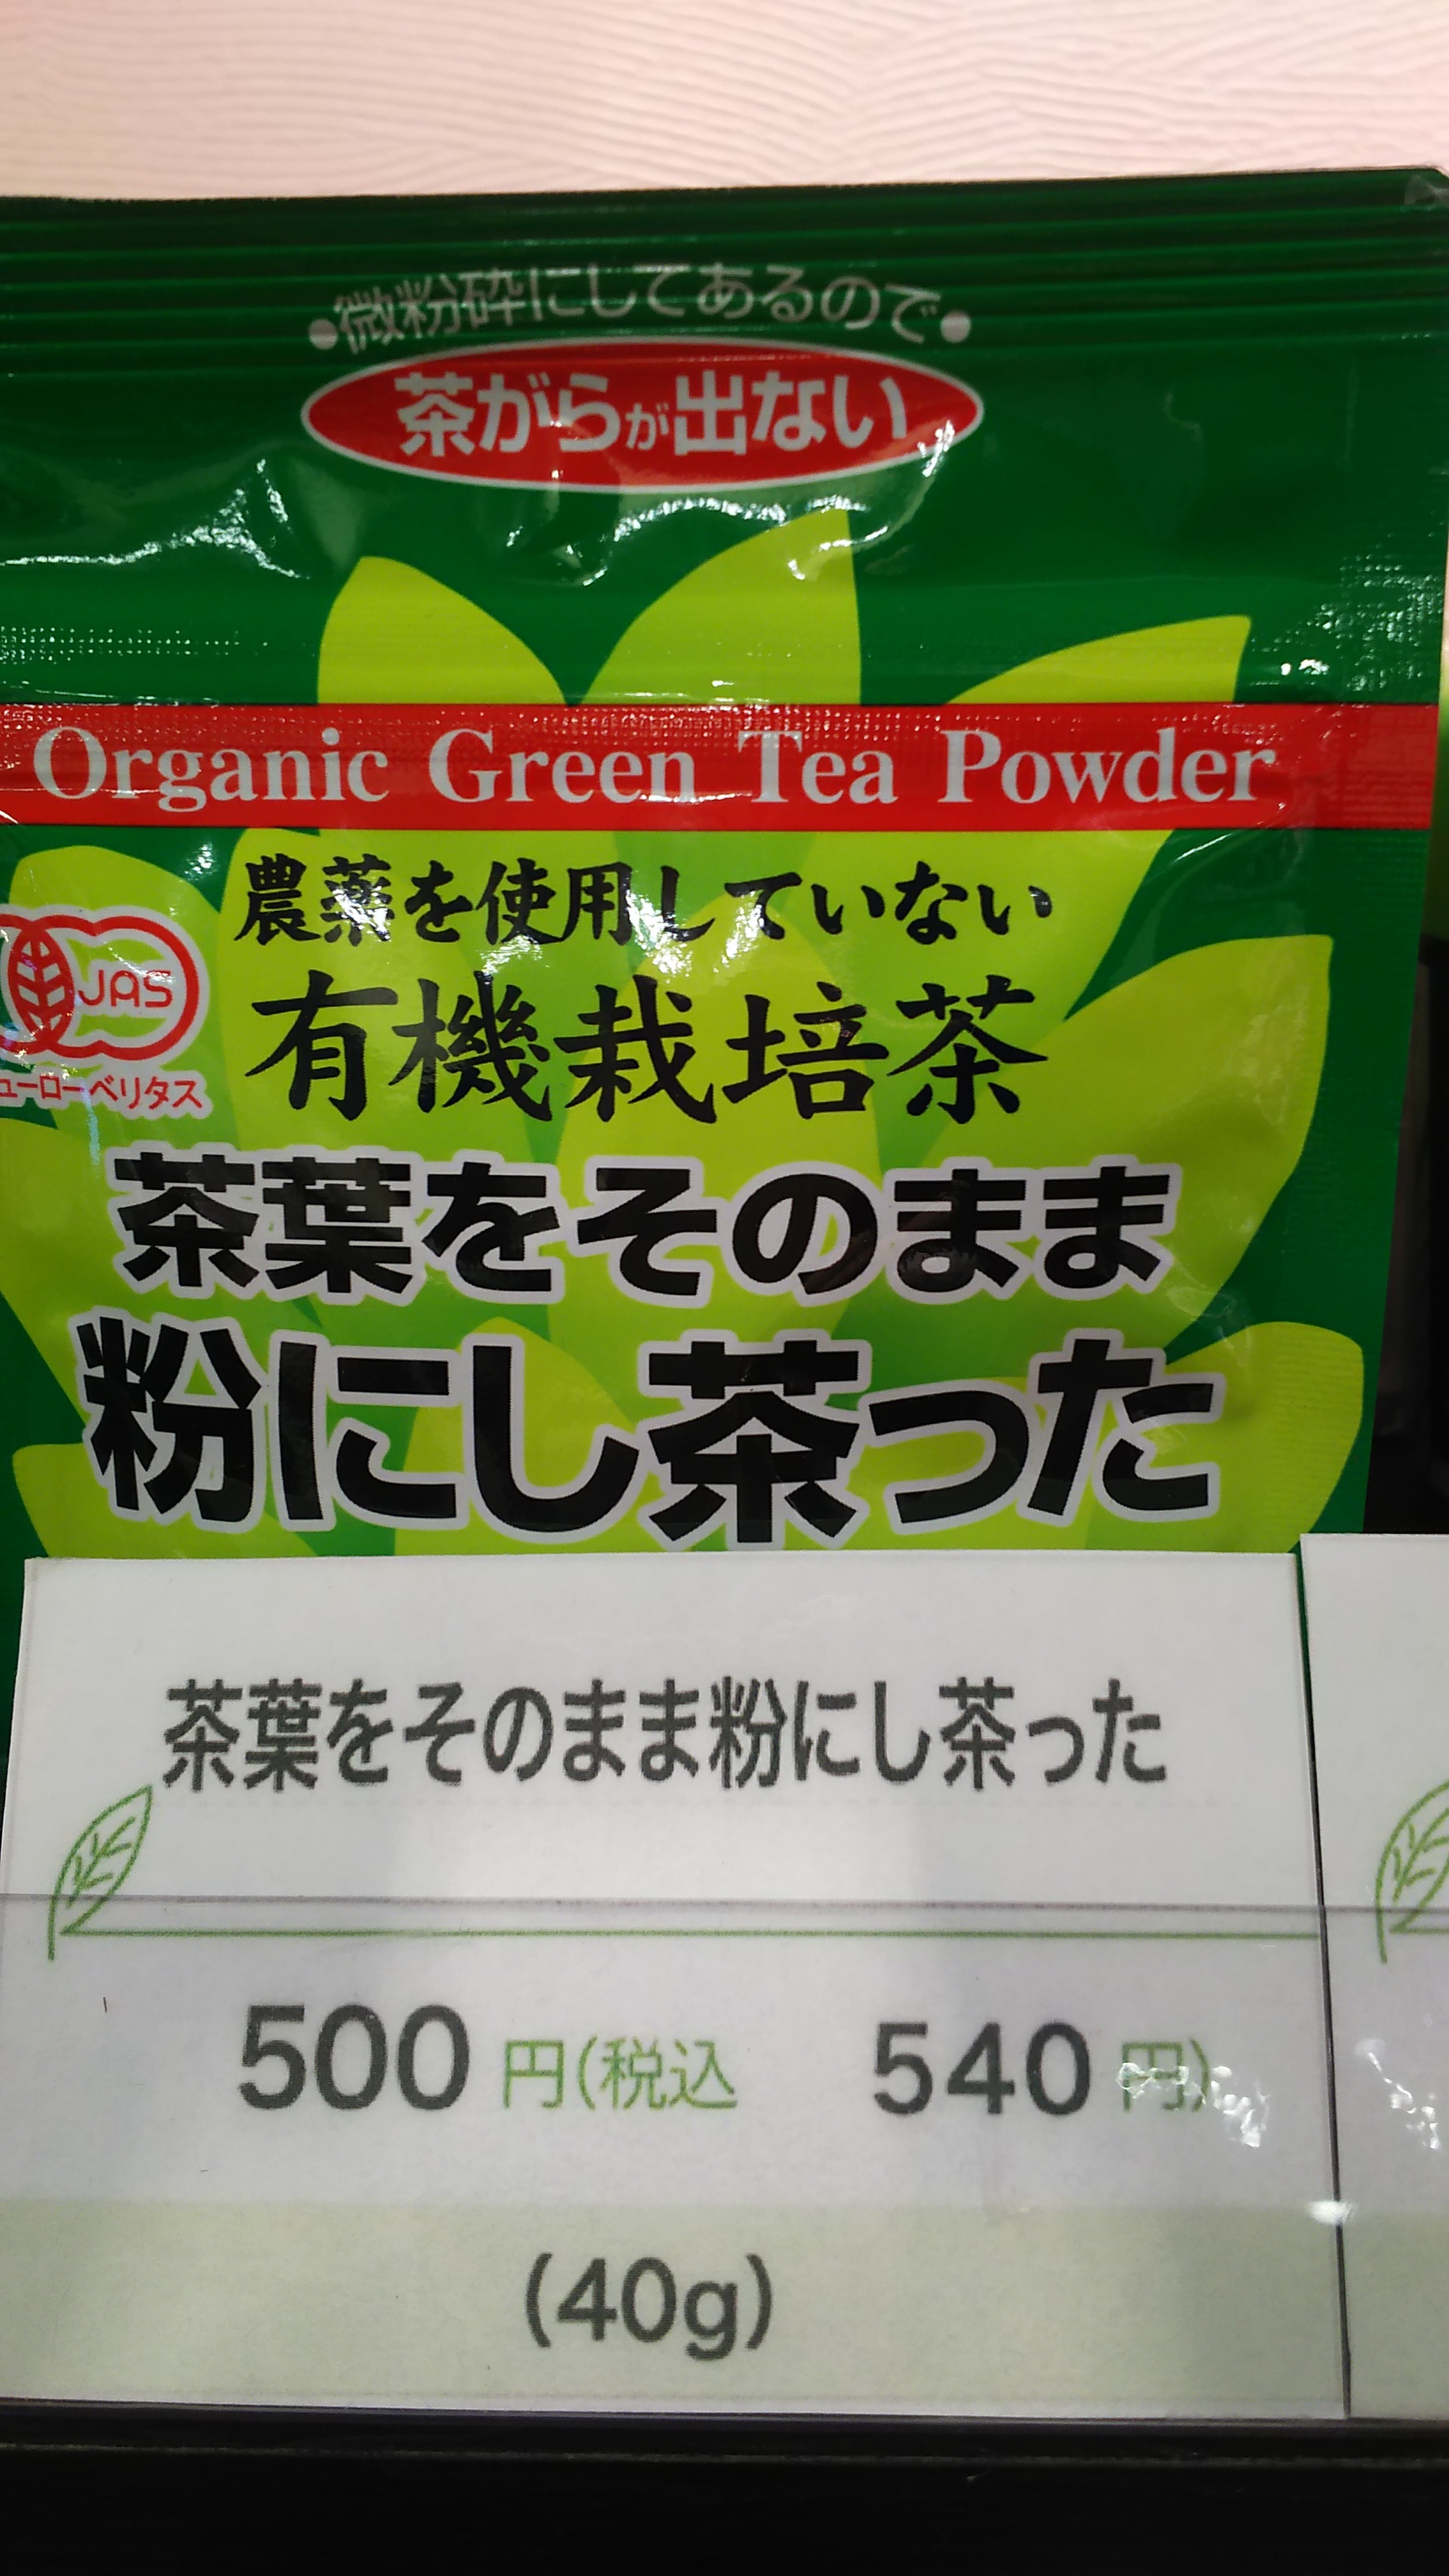 ●微粉砕にしてあるので●
茶がらが出ない
Organic Green Tea Powder
農薬を使用していない
有機栽培茶
JAS
ューローベリタス
茶葉をそのまま
粉にし茶った
茶葉をそのまま粉にし茶った
500円(税込 540円)
(40g)